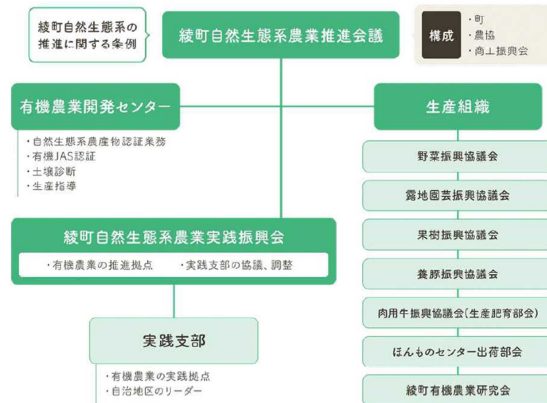 綾町自然生態系の
推進に関する条例
綾町自然生態系農業推進会議
構成
・町
・農協
・商工振興会
有機農業開発センター
・自然生態系農産物認証業務
・有機JAS認証
・土壌診断
・生産指導
生産組織
野菜振興協議会
露地園芸振興協議会
果樹振興協議会
養豚振興協議会
肉用牛振興協議会(生産肥育部会)
ほんものセンター出荷部会
綾町有機農業研究会
綾町自然生態系農業実践振興会
・有機農業の推進拠点 ・実践支部の協議、調整
実践支部
・有機農業の実践拠点
・自治地区のリーダー